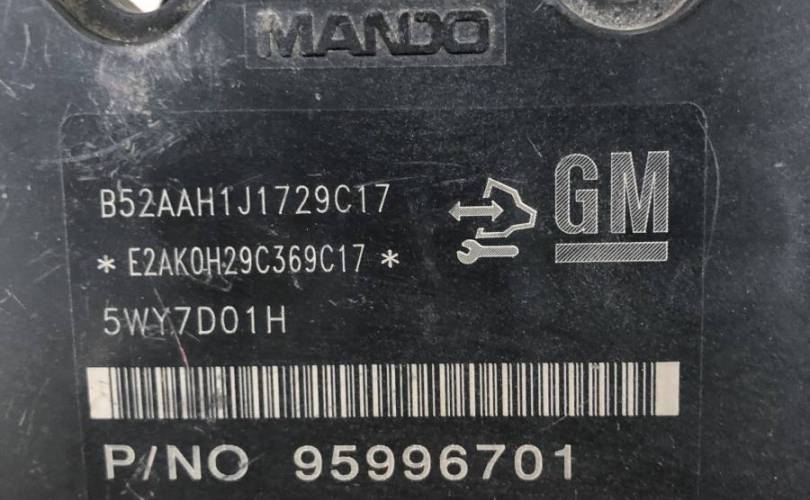 MANDO
B52AAH1J1729C17
GM
* E2AK0H29C369C17 *
5WY7D01H
P/NO 95996701